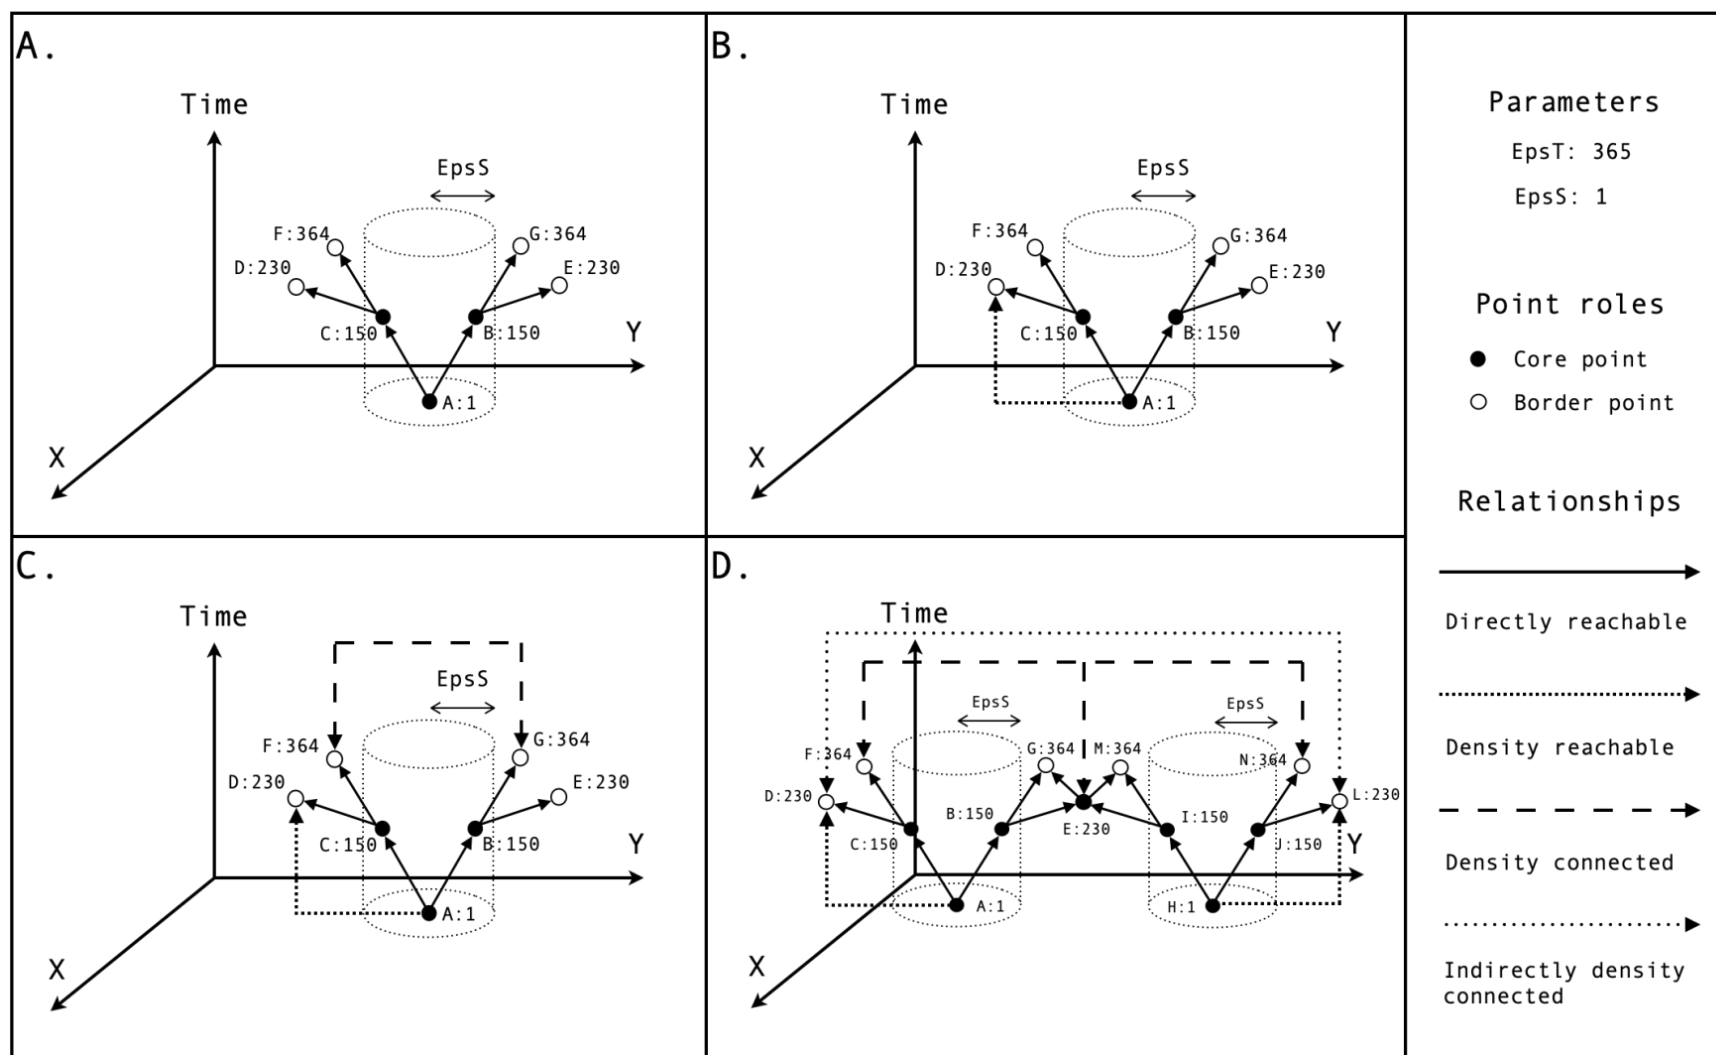 A.
Time
EpsS
F:364
G:364
D:230
E:230
C:150
B:150
Y
A:1
X
B.
Time
EpsS
F:364
G:364
D:230
E:230
C:150
B:150
Y
A:1
X
C.
Time
EpsS
F:364
G:364
D:230
E:230
C:150
B:150
Y
A:1
X
D.
Time
EpsS
EpsS
F:364
G:364
M:364
N:364
D:230
L:230
B:150
I:150
E:230
C:150
J:150
Y
A:1
H:1
X
Parameters
EpsT: 365
EpsS: 1
Point roles
Core point
Border point
Relationships
Directly reachable
Density reachable
Density connected
Indirectly density
connected